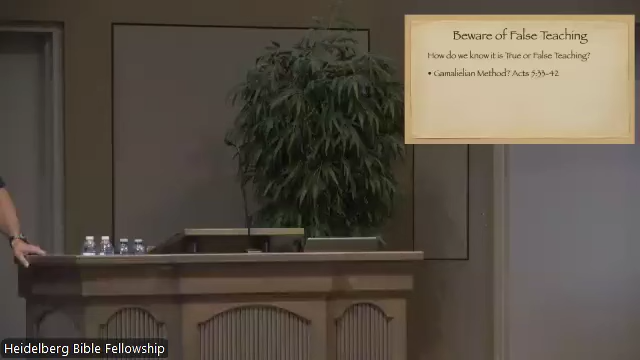 Beware of False Teaching
How do we know it is True or False Teaching?
• Gamalielian Method? Acts 5:33-42
Heidelberg Bible Fellowship